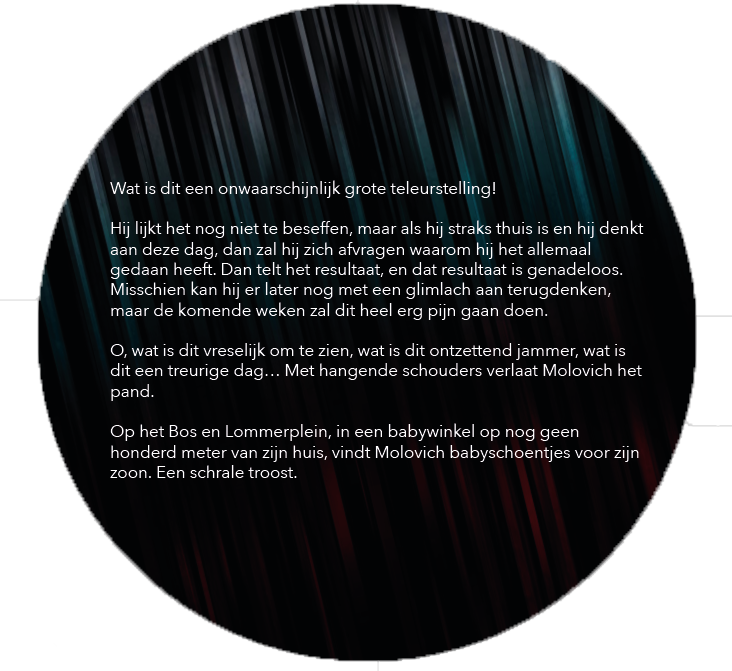 Wat is dit een onwaarschijnlijk grote teleurstelling!
Hij lijkt het nog niet te beseffen, maar als hij straks thuis is en hij denkt
aan deze dag, dan zal hij zich afvragen waarom hij het allemaal
gedaan heeft. Dan telt het resultaat, en dat resultaat is genadeloos.
Misschien kan hij er later nog met een glimlach aan terugdenken,
maar de komende weken zal dit heel erg pijn gaan doen.
O, wat is dit vreselijk om te zien, wat is dit ontzettend jammer, wat is
dit een treurige dag… Met hangende schouders verlaat Molovich het
pand.
Op het Bos en Lommerplein, in een babywinkel op nog geen
honderd meter van zijn huis, vindt Molovich babyschoentjes voor zijn
zoon. Een schrale troost.